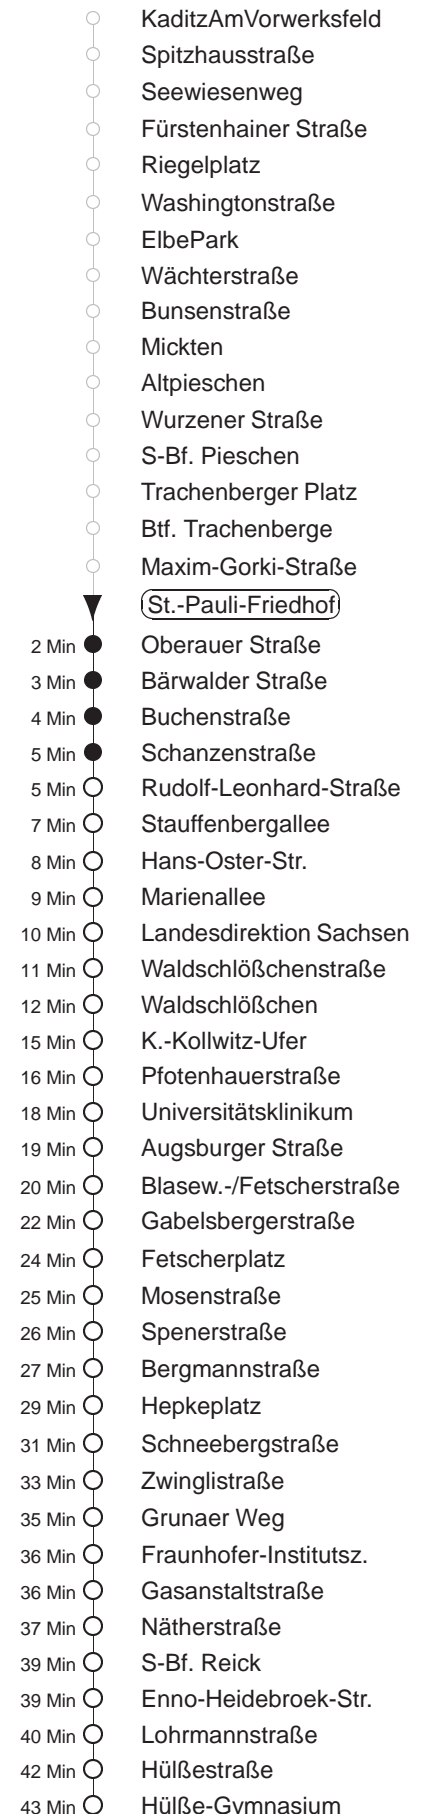 KaditzAmVorwerksfeld
Spitzhausstraße
Seewiesenweg
Fürstenhainer Straße
Riegelplatz
Washingtonstraße
ElbePark
Wächterstraße
Bunsenstraße
Mickten
Altpieschen
Wurzener Straße
S-Bf. Pieschen
Trachenberger Platz
Btf. Trachenberge
Maxim-Gorki-Straße
St.-Pauli-Friedhof
2 Min Oberauer Straße
3 Min Bärwalder Straße
4 Min Buchenstraße
5 Min Schanzenstraße
5 Min Rudolf-Leonhard-Straße
7 Min Stauffenbergallee
8 Min Hans-Oster-Str.
9 Min Marienallee
10 Min Landesdirektion Sachsen
11 Min Waldschlößchenstraße
12 Min Waldschlößchen
15 Min K.-Kollwitz-Ufer
16 Min Pfotenhauerstraße
18 Min Universitätsklinikum
19 Min Augsburger Straße
20 Min Blasew.-/Fetscherstraße
22 Min Gabelsbergerstraße
24 Min Fetscherplatz
25 Min Mosenstraße
26 Min Spenerstraße
27 Min Bergmannstraße
29 Min Hepkeplatz
31 Min Schneebergstraße
33 Min Zwinglistraße
35 Min Grunaer Weg
36 Min Fraunhofer-Institutsz.
36 Min Gasanstaltstraße
37 Min Nätherstraße
39 Min S-Bf. Reick
39 Min Enno-Heidebroek-Str.
40 Min Lohrmannstraße
42 Min Hülßestraße
43 Min Hülße-Gymnasium